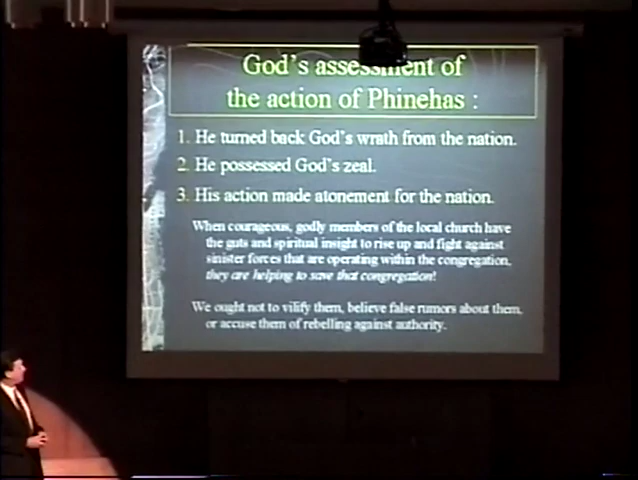 God's assessment of
the action of Phinehas :
1. He turned back God's wrath from the nation.
2. He possessed God's zeal.
3. His action made atonement for the nation.
When courageous, godly members of the local church have
the guts and spiritual insight to rise up and fight against
sinister forces that are operating within the congregation,
they are helping to save that congregation!
We ought not to vilify them, believe false rumors about them,
or accuse them of rebelling against authority.